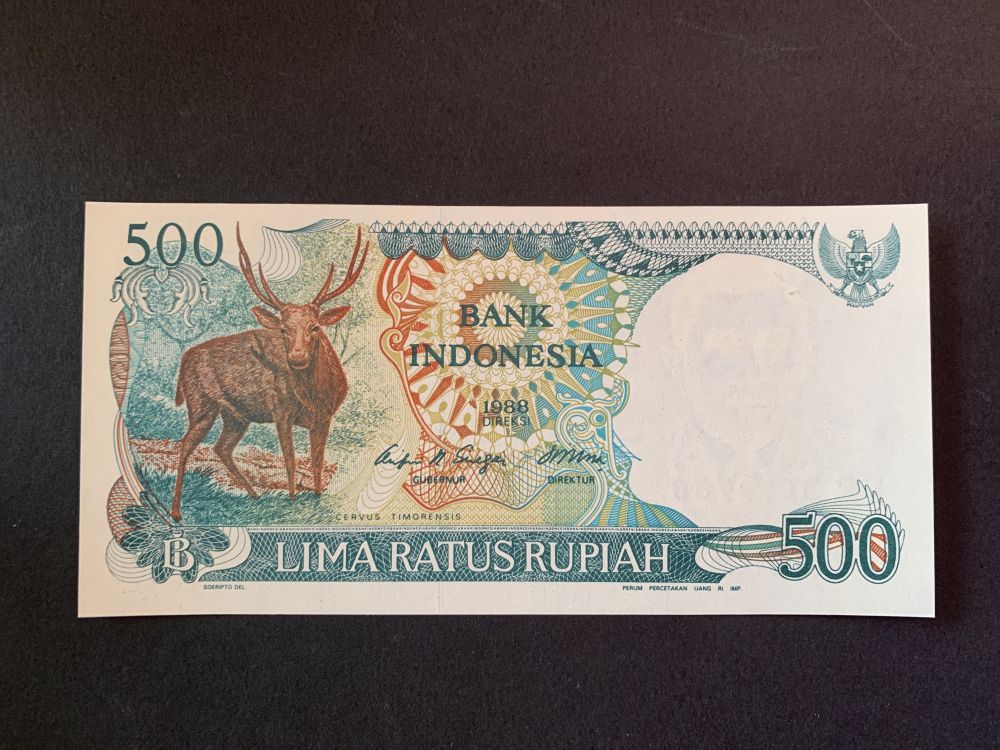 500
BANK
INDONESIA
1988
DIREKSI
GUBERNUR
DIREKTUR
CERVUS TIMORENSIS
LIMA RATUS RUPIAH
500
SOERIPTO DEL.
PERUM PERCETAKAN UANG RI IMP.